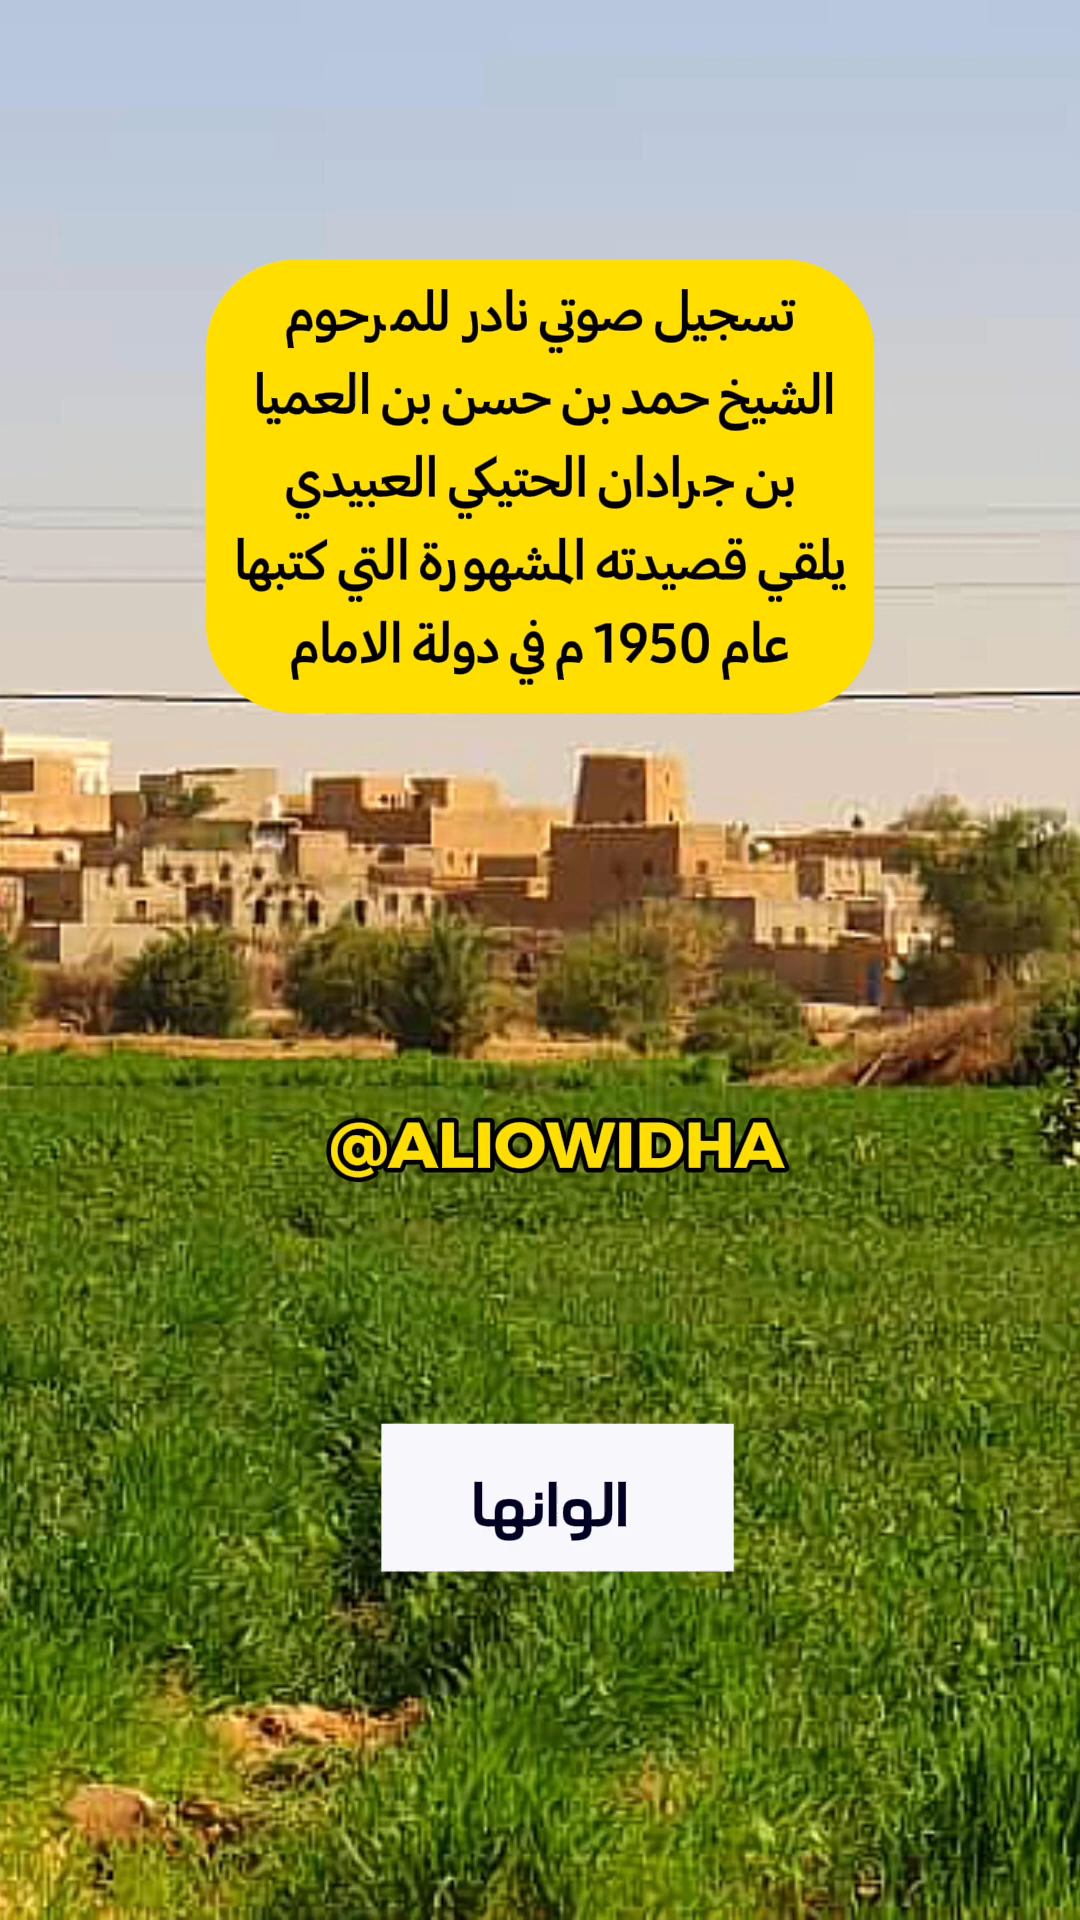 تسجيل صوتي نادر للمرحوم
الشيخ حمد بن حسن بن العميا
بن جرادان الحتيكي العبيدي
يلقي قصيدته المشهورة التي كتبها
عام 1950 م في دولة الامام
@ALIOWIDHA
الوانها